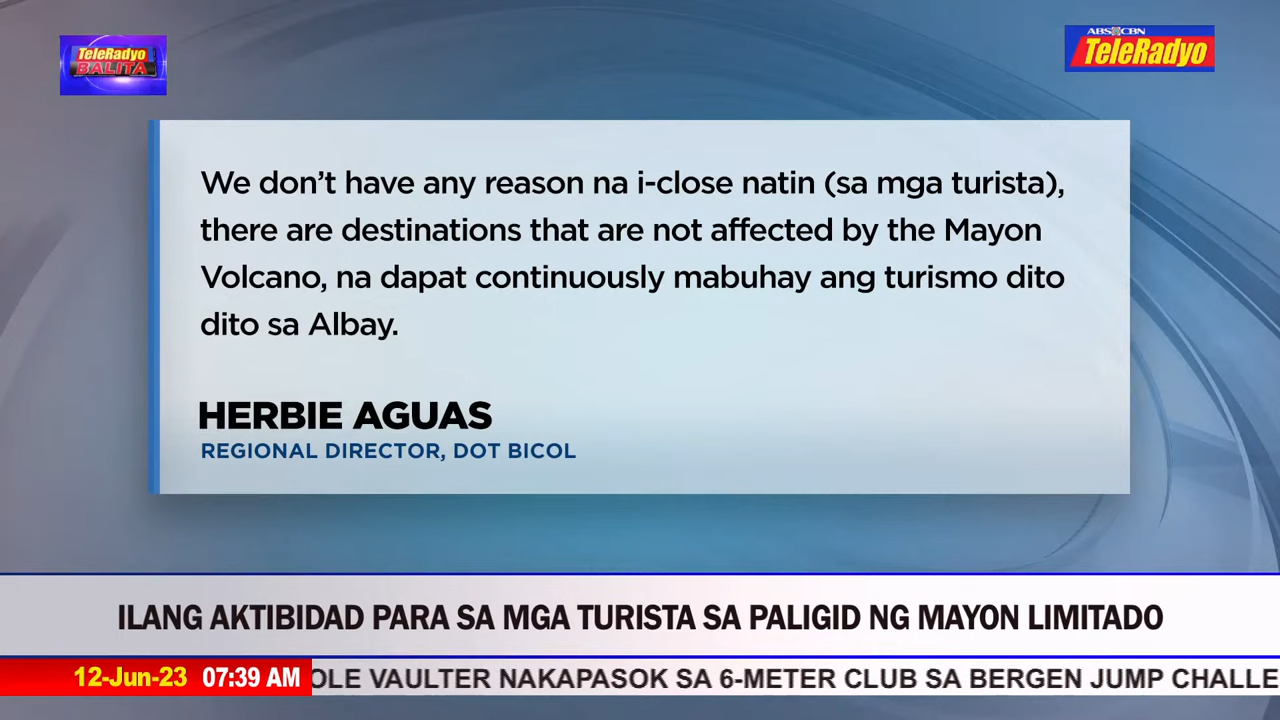 TeleRadyo
BALITA
ABS-CBN
TeleRadyo
We don't have any reason na i-close natin (sa mga turista),
there are destinations that are not affected by the Mayon
Volcano, na dapat continuously mabuhay ang turismo dito
dito sa Albay.
HERBIE AGUAS
REGIONAL DIRECTOR, DOT BICOL
ILANG AKTIBIDAD PARA SA MGA TURISTA SA PALIGID NG MAYON LIMITADO
12-Jun-23 07:39 AM
OLE VAULTER NAKAPASOK SA 6-METER CLUB SA BERGEN JUMP CHALLE